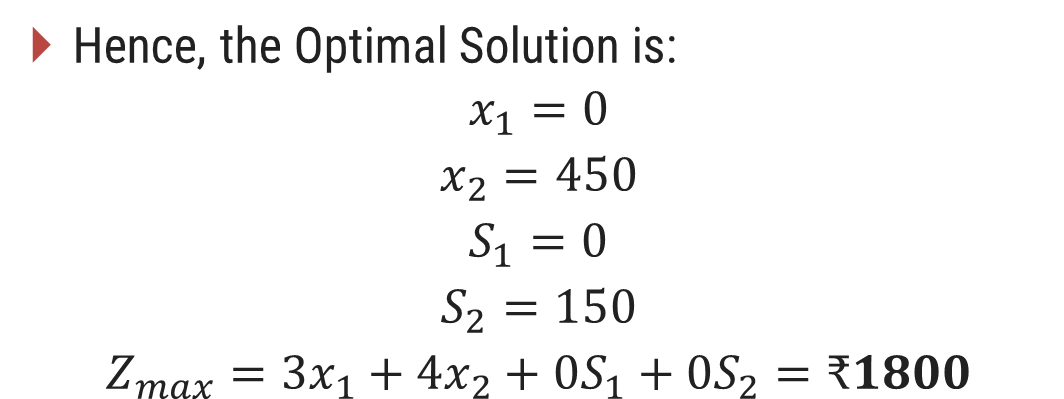 Hence, the Optimal Solution is:
x₁ = 0
x₂ = 450
S₁ = 0
S₂ = 150
Zₘₐₓ = 3x₁ + 4x₂ + 0S₁ + 0S₂ = ₹1800